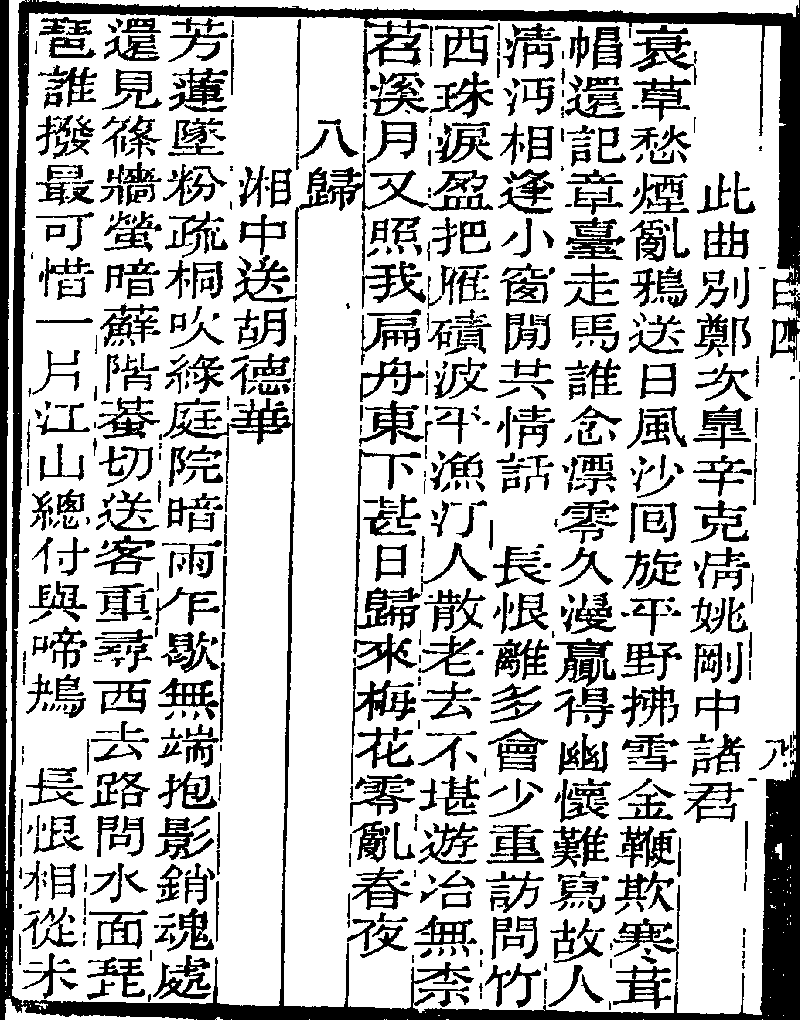 此曲別鄭次臯辛克淸姚剛中諸君
衰草愁煙亂鴉送日風沙回旋平野拂雪金鞭欺寒茸
帽還記章臺走馬誰念漂零久漫贏得幽懷難寫故人
淸沔相逢小窗閒共情話　長恨離多會少重訪問竹
西珠淚盈把雁磧波平漁汀人散老去不堪遊冶無柰
苕溪月又照我扁舟東下甚日歸來梅花零亂春夜
八歸
湘中送胡德華
芳蓮墜粉疏桐吹綠庭院暗雨乍歇無端抱影銷魂處
還見篠牆螢暗蘚階蛩切送客重尋西去路問水面琵
琶誰撥最可惜一片江山總付與啼鴂　長恨相從未